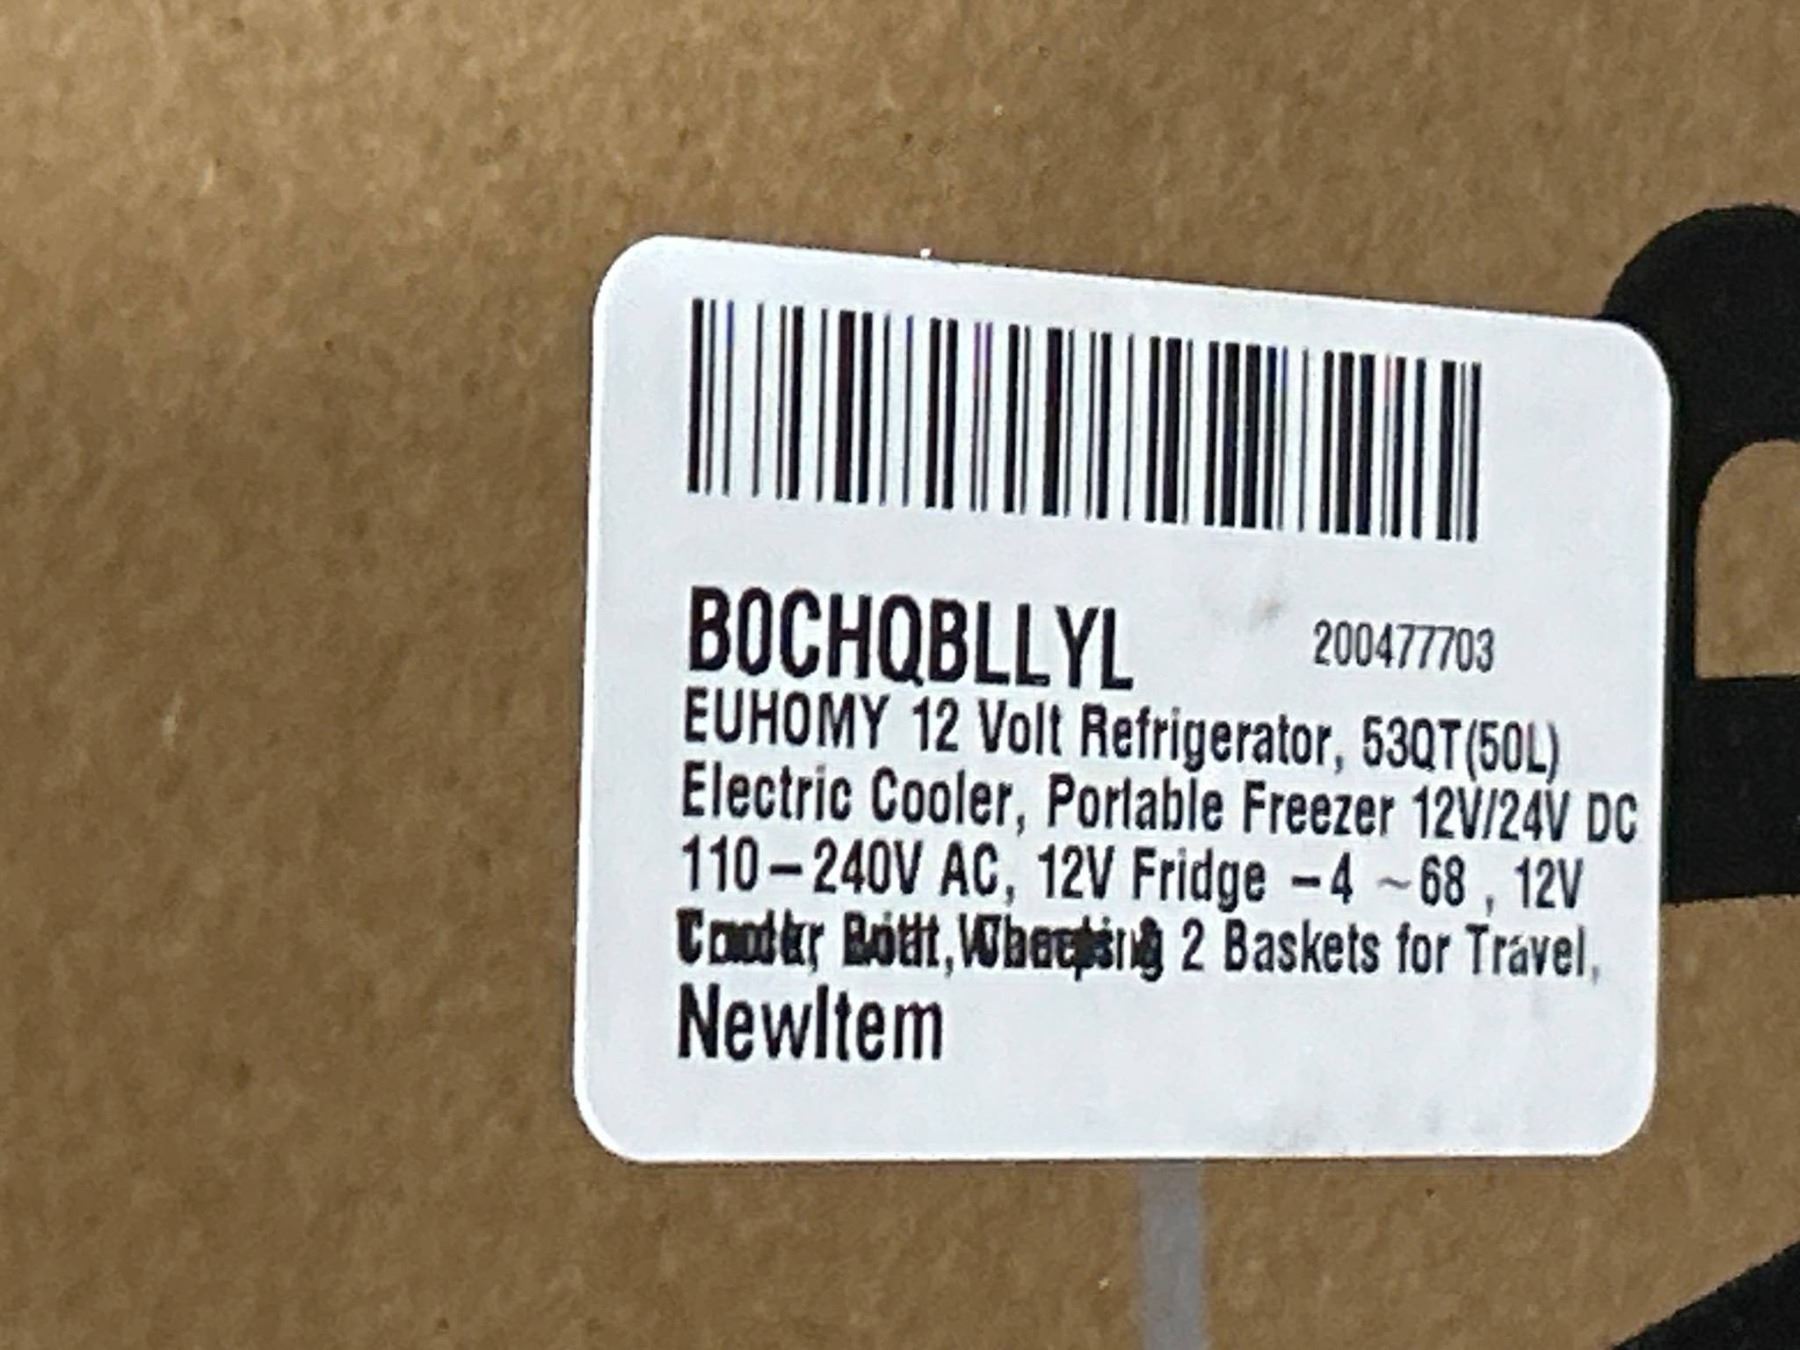 B0CHQBLLYL 200477703
EUHOMY 12 Volt Refrigerator, 53QT(50L)
Electric Cooler, Portable Freezer 12V/24V DC
110-240V AC, 12V Fridge -4 ~68 , 12V
2 Baskets for Travel,
NewItem